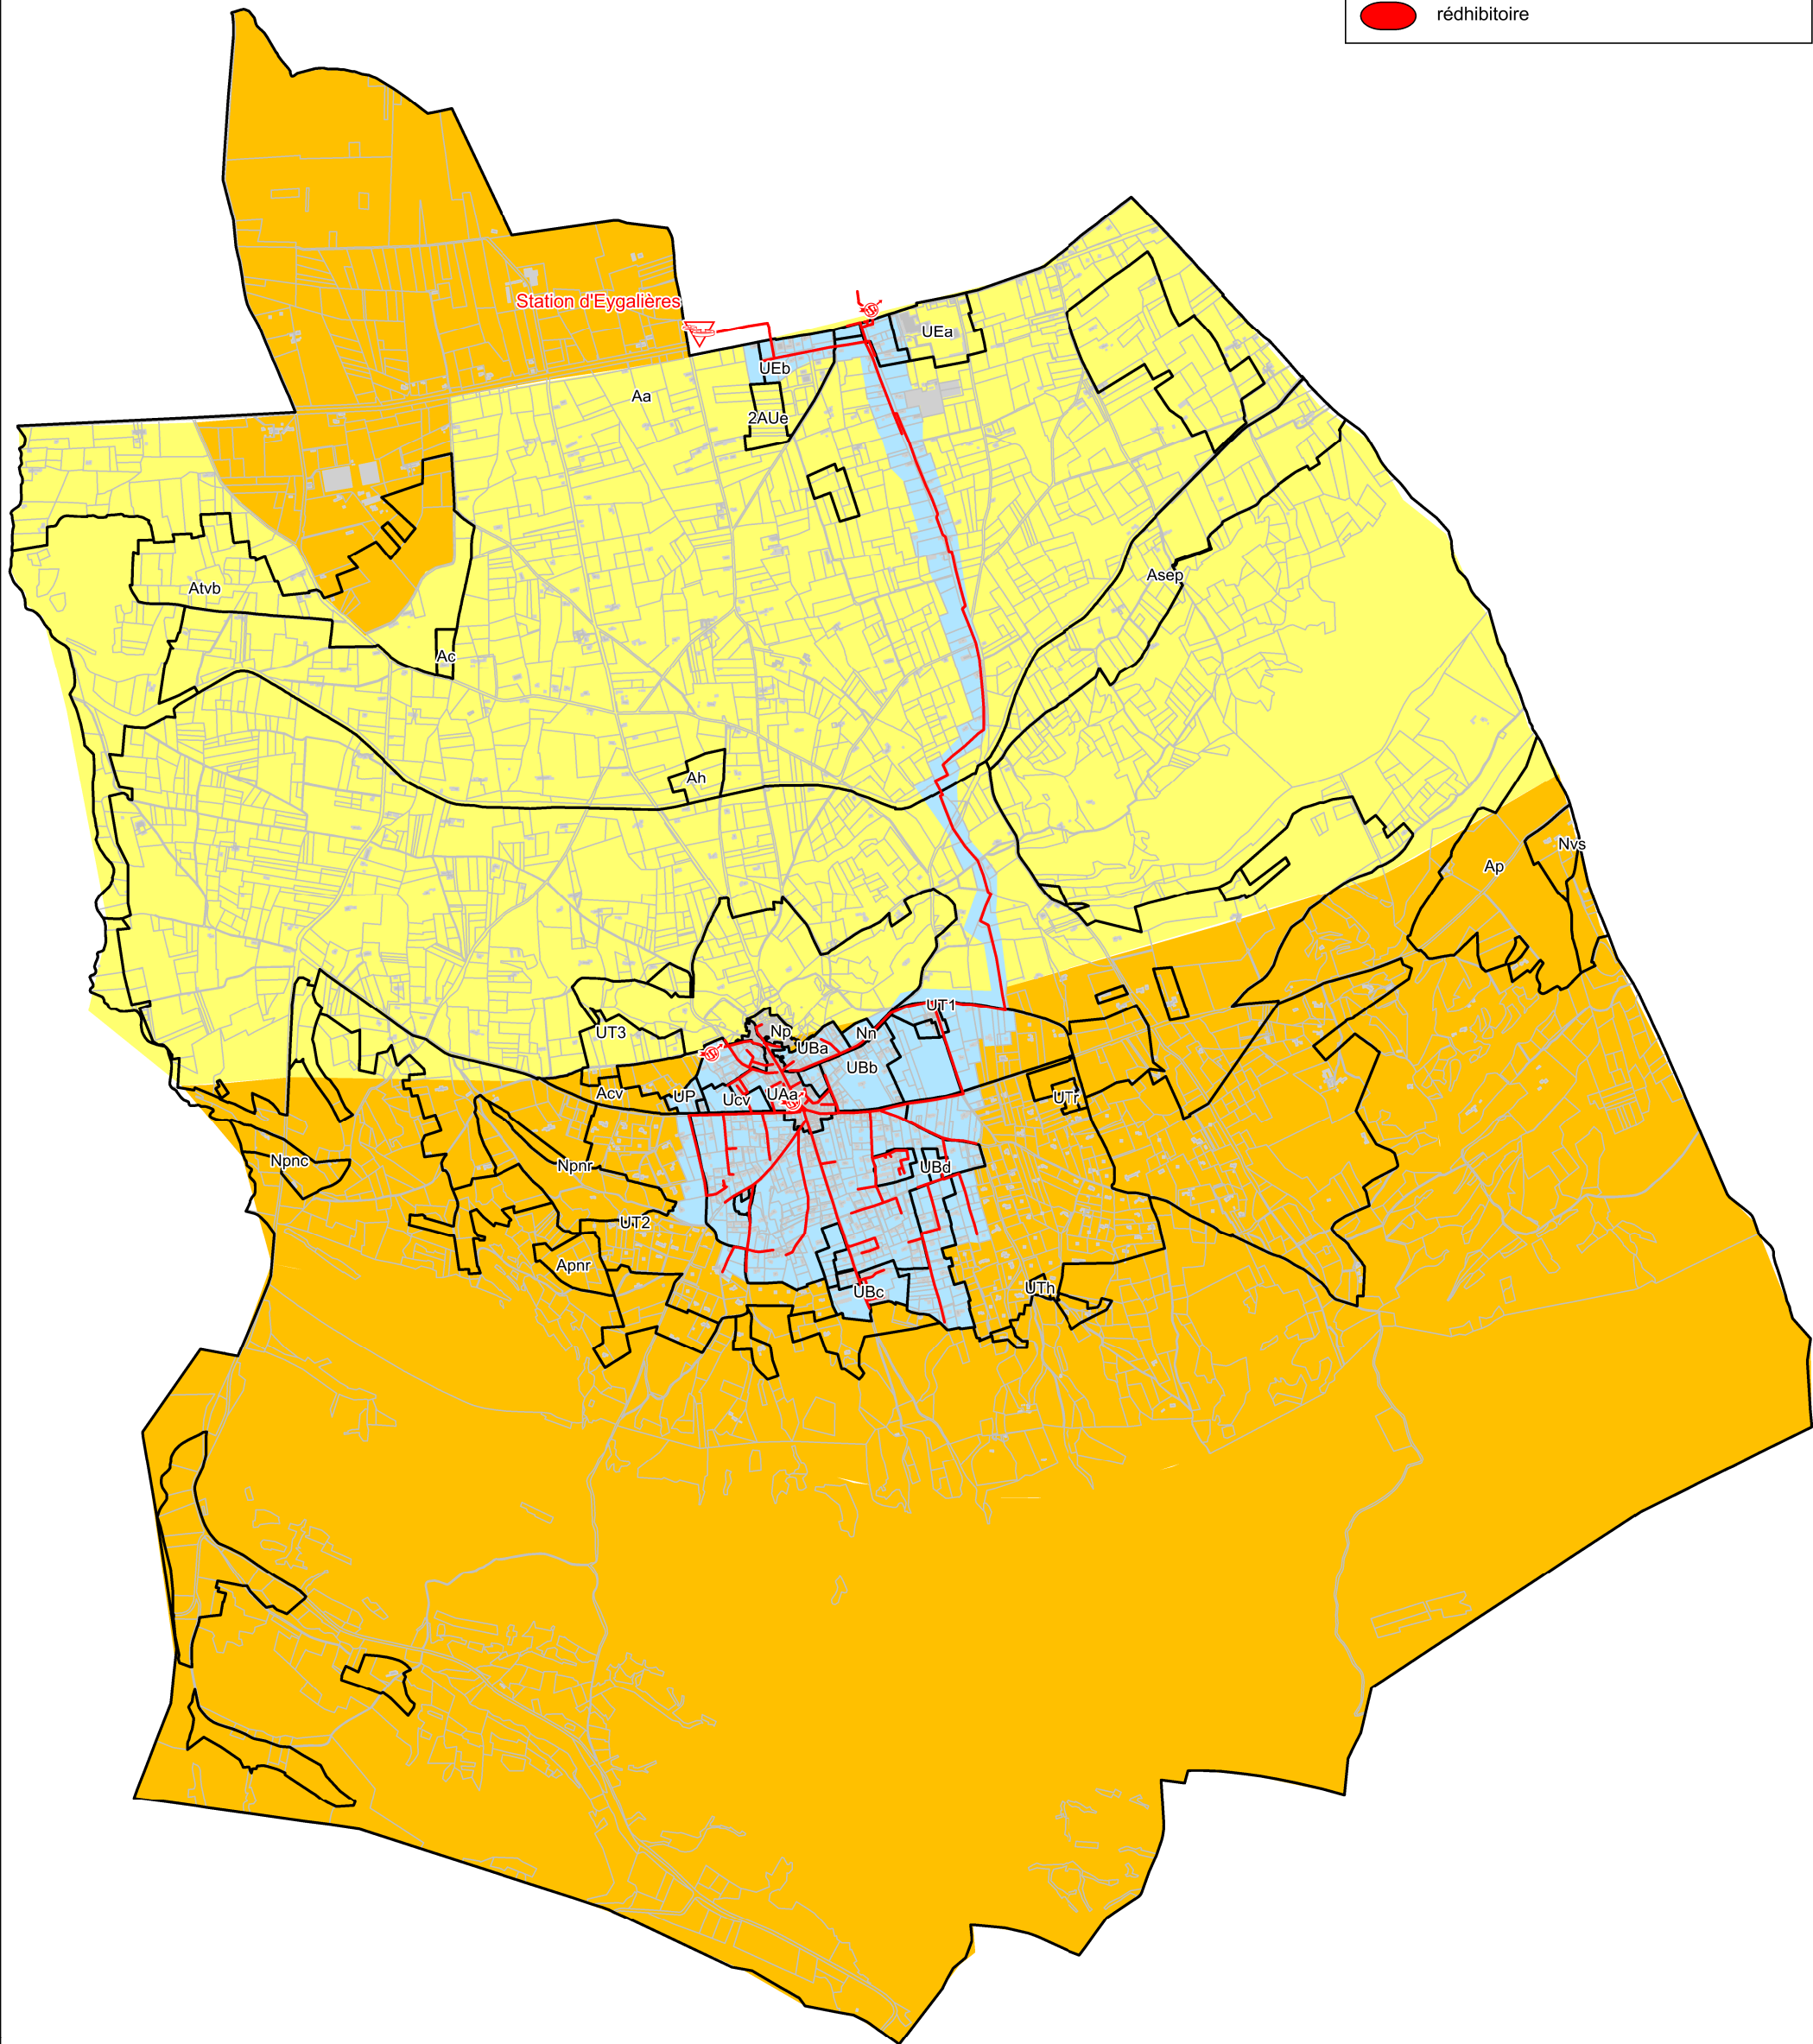 rédhibitoire
Station d'Eygalières
UEa
UEb
Aa
2AUe
Asep
Atvb
Ac
Ah
Nvs
Ap
UT1
UT3
Np
Nn
UBa
UBb
Acv
UP
Ucv
UAa
UTr
Npnc
Npnr
UBd
UT2
Apnr
UTh
UBc